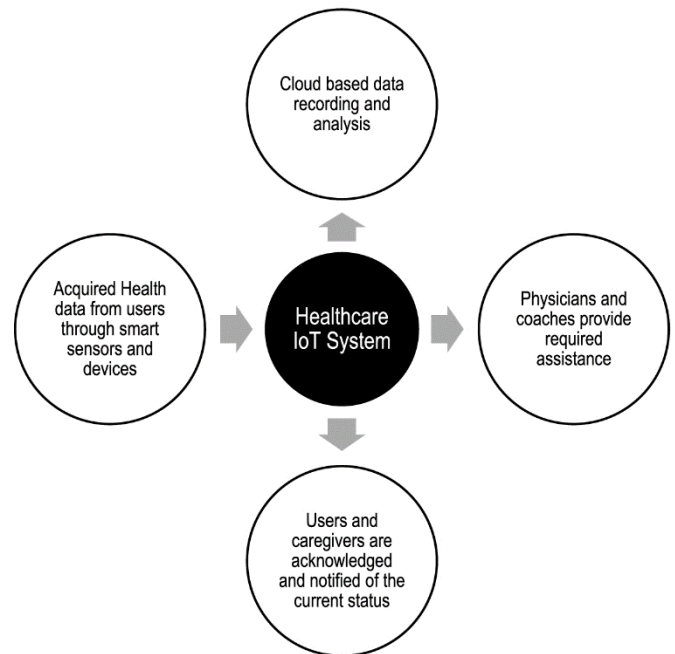 Cloud based data
recording and
analysis
Acquired Health
data from users
through smart
sensors and
devices
Healthcare
IoT System
Physicians and
coaches provide
required
assistance
Users and
caregivers are
acknowledged
and notified of the
current status